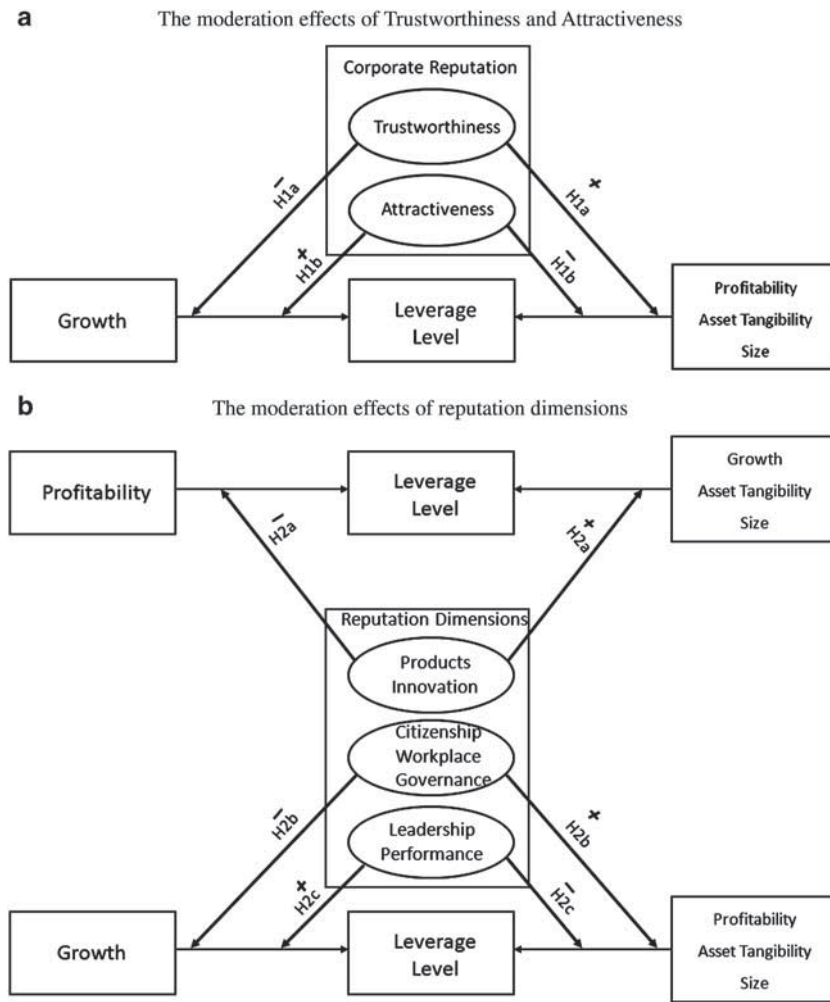 a
The moderation effects of Trustworthiness and Attractiveness
Corporate Reputation
Trustworthiness
Attractiveness
−
H1a
+
H1a
+
H1b
−
H1b
Growth
Leverage
Level
Profitability
Asset Tangibility
Size
b
The moderation effects of reputation dimensions
Profitability
Leverage
Level
Growth
Asset Tangibility
Size
−
H2a
+
H2a
Reputation Dimensions
Products
Innovation
Citizenship
Workplace
Governance
Leadership
Performance
−
H2b
+
H2b
+
H2c
−
H2c
Growth
Leverage
Level
Profitability
Asset Tangibility
Size